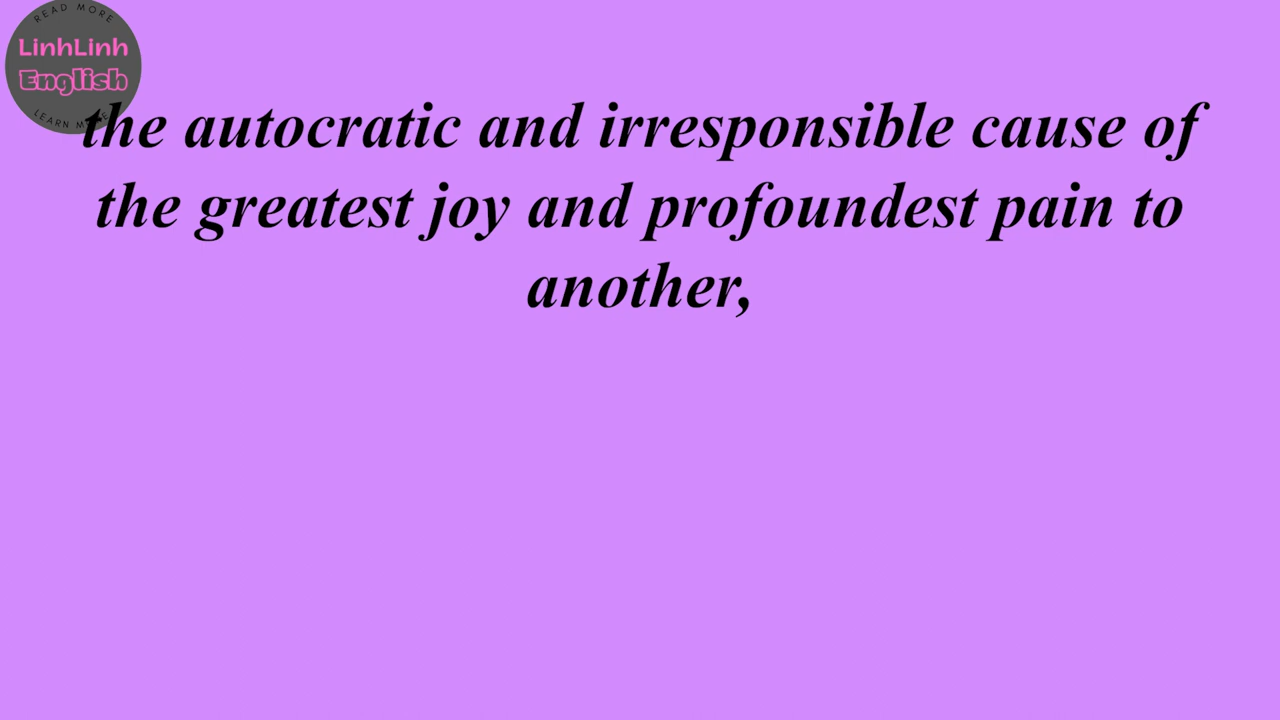 READ MORE
LinhLinh
English
LEARN MORE
the autocratic and irresponsible cause of
the greatest joy and profoundest pain to
another,